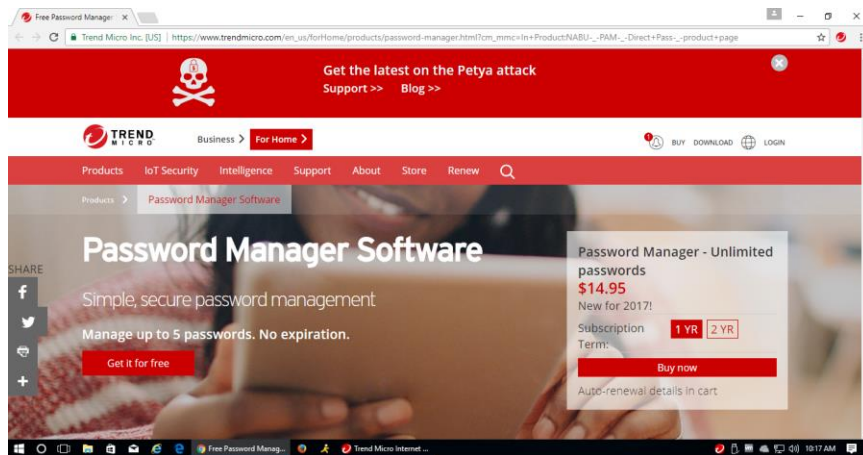 Free Password Manager
Trend Micro Inc. [US] | https://www.trendmicro.com/en_us/forHome/products/password-manager.html?cm_mmc=In+Product:NABU-_-PAM-_-Direct+Pass-_-product+page
Get the latest on the Petya attack
Support >> Blog >>
TREND MICRO
Business > For Home >
1 BUY DOWNLOAD LOGIN
Products IoT Security Intelligence Support About Store Renew
Products > Password Manager Software
Password Manager Software
SHARE
Simple, secure password management
Manage up to 5 passwords. No expiration.
Get it for free
Password Manager - Unlimited
passwords
$14.95
New for 2017!
Subscription
Term:
1 YR 2 YR
Buy now
Auto-renewal details in cart
Free Password Manag... Trend Micro Internet ... 10:17 AM